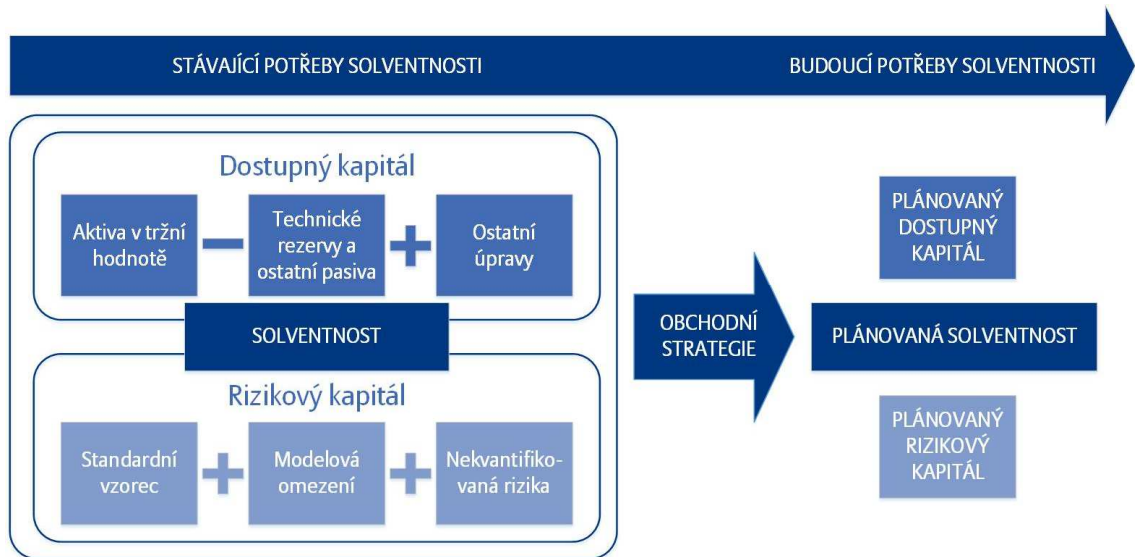 STÁVAJÍCÍ POTŘEBY SOLVENTNOSTI
BUDOUCÍ POTŘEBY SOLVENTNOSTI
Dostupný kapitál
Aktiva v tržní
hodnotě
Technické
rezervy a
ostatní pasiva
Ostatní
úpravy
SOLVENTNOST
Rizikový kapitál
Standardní
vzorec
Modelová
omezení
Nekvantifiko-
vaná rizika
OBCHODNÍ
STRATEGIE
PLÁNOVANÝ
DOSTUPNÝ
KAPITÁL
PLÁNOVANÁ SOLVENTNOST
PLÁNOVANÝ
RIZIKOVÝ
KAPITÁL